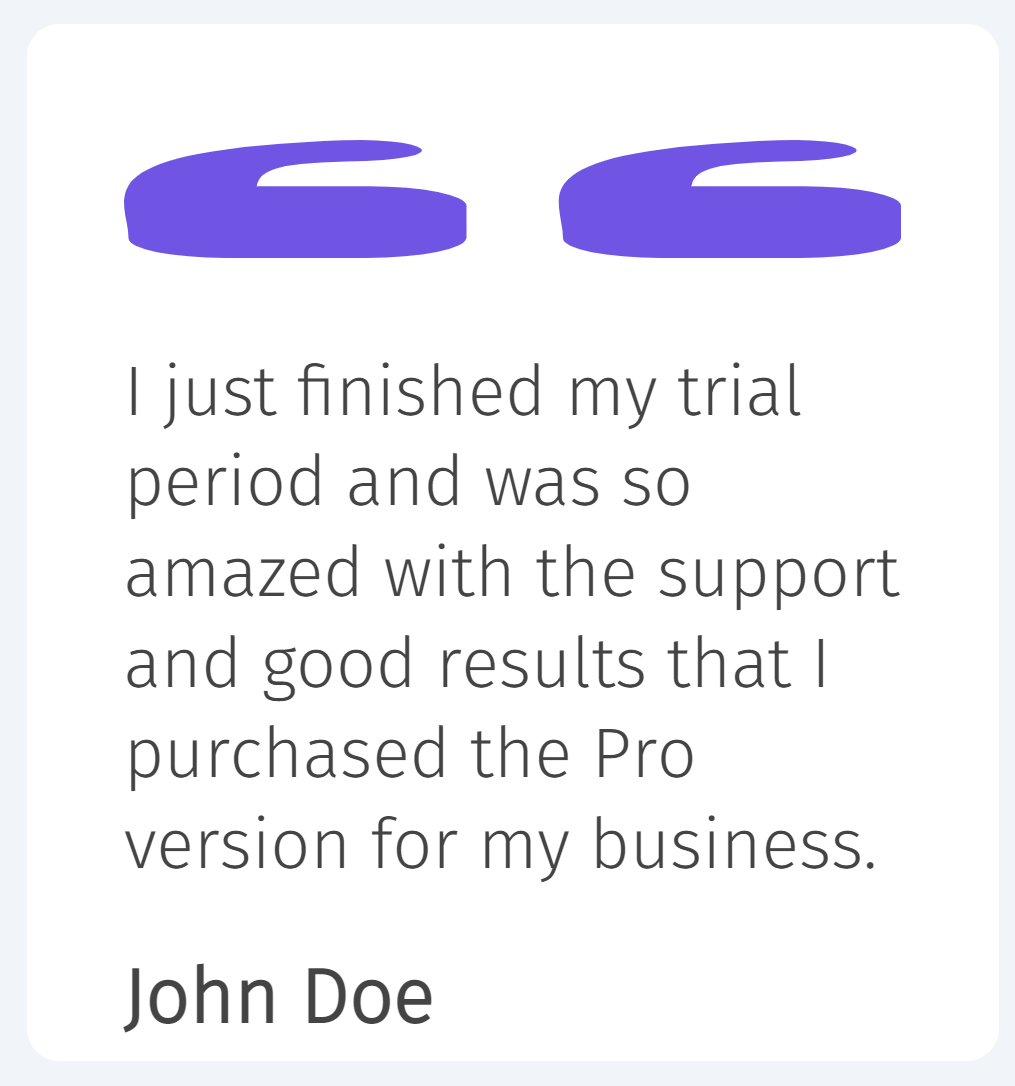 I just finished my trial
period and was so
amazed with the support
and good results that I
purchased the Pro
version for my business.
John Doe